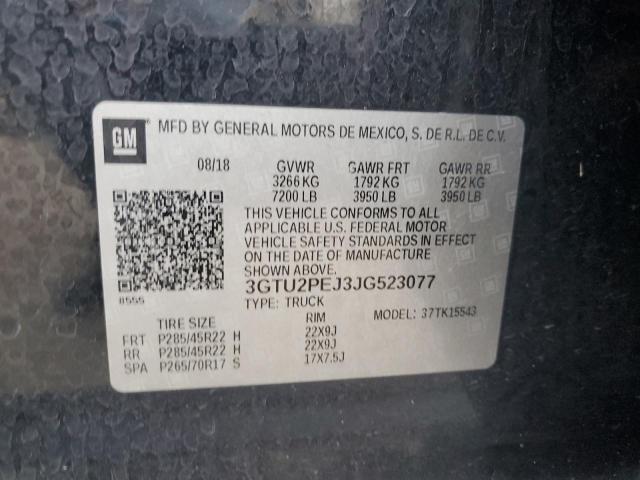 GM MFD BY GENERAL MOTORS DE MEXICO, S. DE R.L. DE C.V.
08/18 GVWR GAWR FRT GAWR RR
3266 KG 1792 KG 1792 KG
7200 LB 3950 LB 3950 LB
THIS VEHICLE CONFORMS TO ALL
APPLICABLE U.S. FEDERAL MOTOR
VEHICLE SAFETY STANDARDS IN EFFECT
ON THE DATE OF MANUFACTURE
SHOWN ABOVE.
8555 3GTU2PEJ3JG523077
TYPE: TRUCK MODEL: 37TK15543
TIRE SIZE RIM
FRT P285/45R22 H 22X9J
RR P285/45R22 H 22X9J
SPA P265/70R17 S 17X7.5J